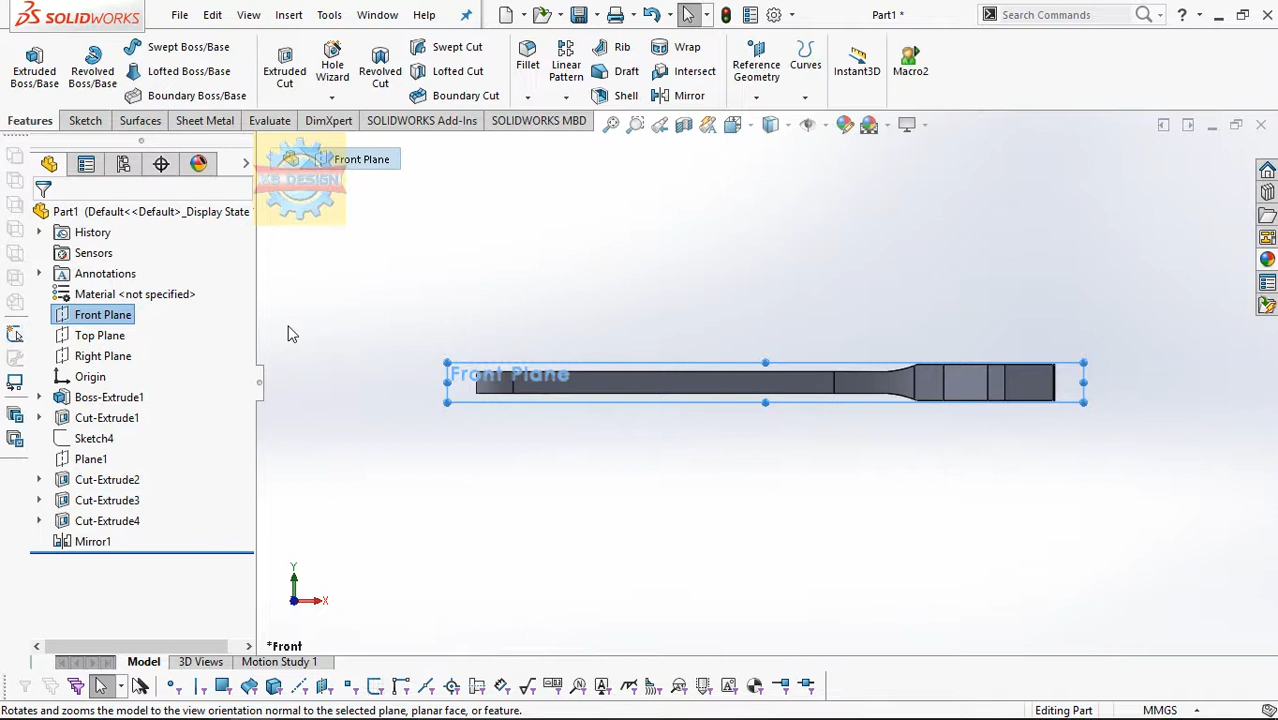 SOLIDWORKS File Edit View Insert Tools Window Help Part1 * Search Commands ?
Extruded Boss/Base
Revolved Boss/Base
Swept Boss/Base
Lofted Boss/Base
Boundary Boss/Base
Extruded Cut
Hole Wizard
Revolved Cut
Swept Cut
Lofted Cut
Boundary Cut
Fillet
Linear Pattern
Rib
Draft
Shell
Wrap
Intersect
Mirror
Reference Geometry
Curves
Instant3D
Macro2
Features Sketch Surfaces Sheet Metal Evaluate DimXpert SOLIDWORKS Add-Ins SOLIDWORKS MBD
Front Plane
KS DESIGN
Part1 (Default<<Default>_Display State
History
Sensors
Annotations
Material <not specified>
Front Plane
Top Plane
Right Plane
Origin
Boss-Extrude1
Cut-Extrude1
Sketch4
Plane1
Cut-Extrude2
Cut-Extrude3
Cut-Extrude4
Mirror1
Front Plane
Y
X
*Front
Model 3D Views Motion Study 1
Rotates and zooms the model to the view orientation normal to the selected plane, planar face, or feature. Editing Part MMGS